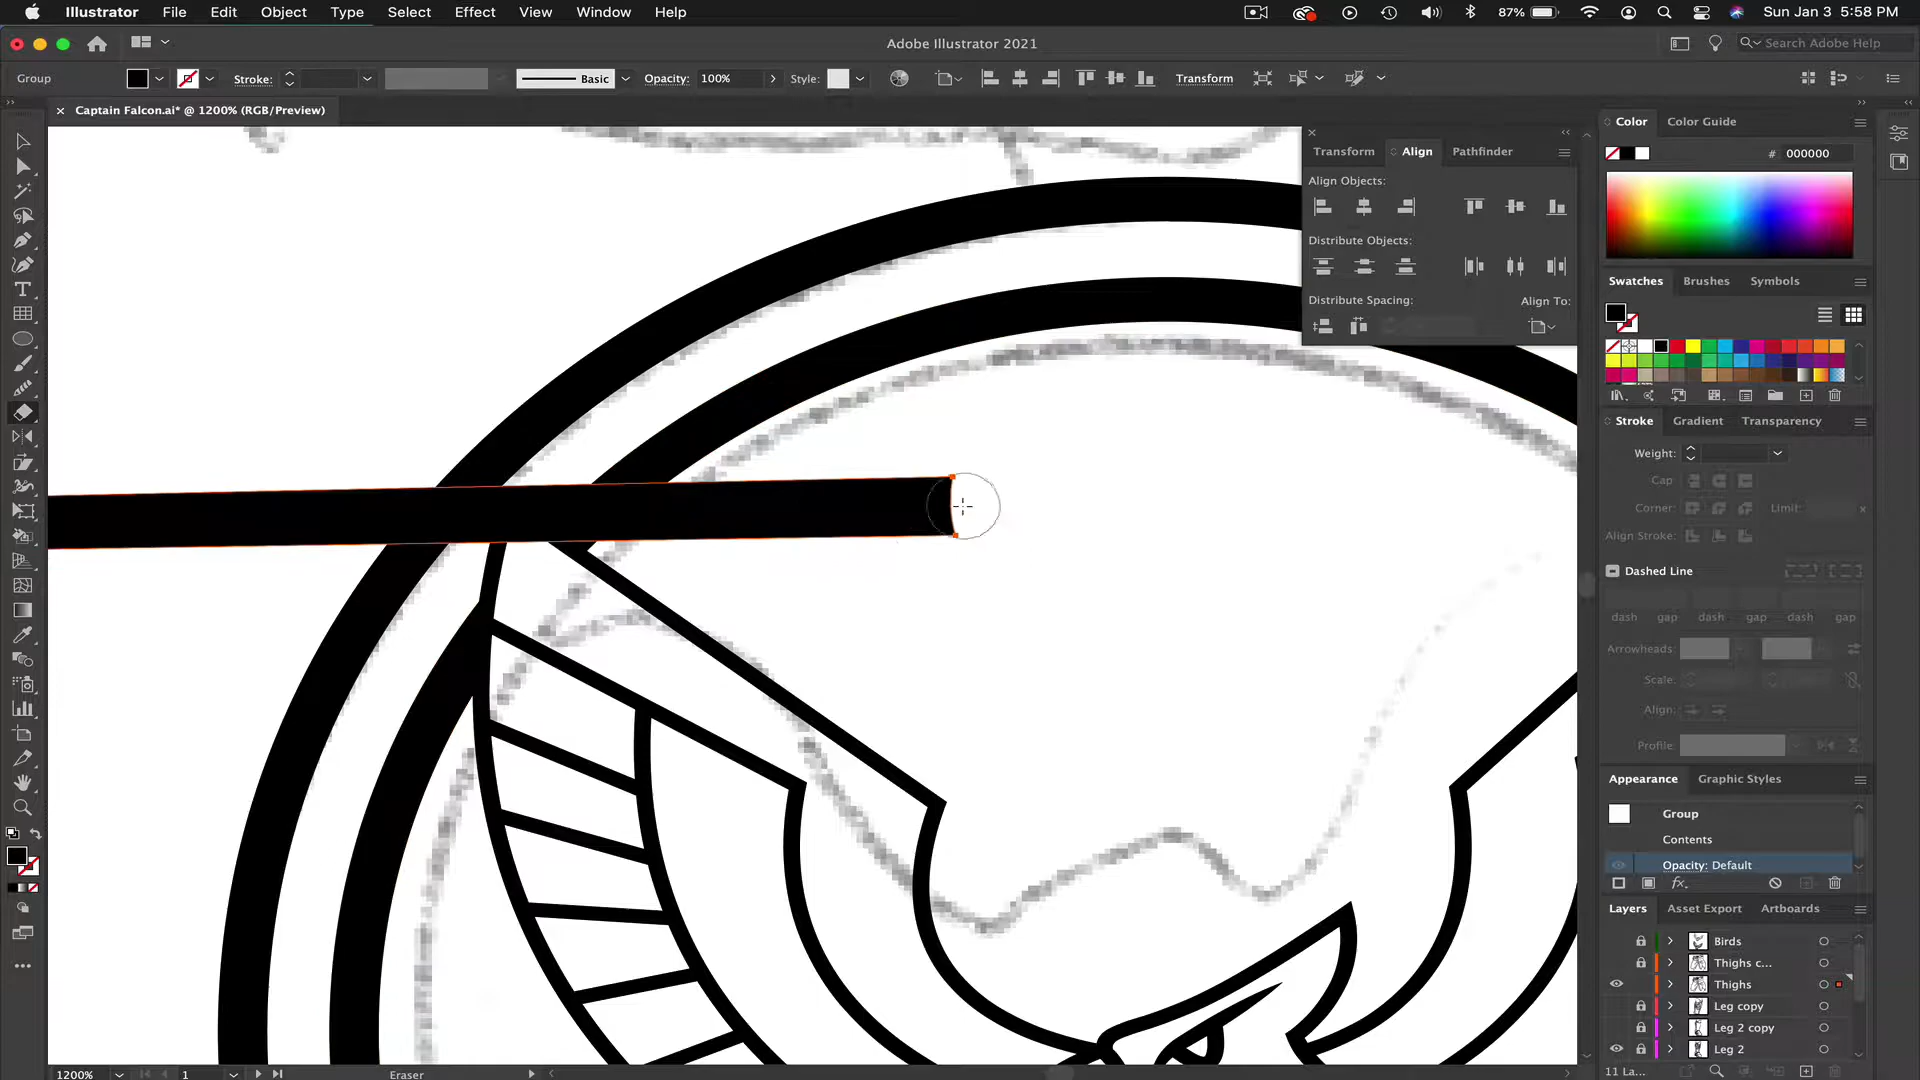 Illustrator File Edit Object Type Select Effect View Window Help
87% Sun Jan 3 5:58 PM
Adobe Illustrator 2021
Search Adobe Help
Group Stroke: Basic Opacity: 100% Style: Transform
× Captain Falcon.ai* @ 1200% (RGB/Preview)
Transform Align Pathfinder
Align Objects:
Distribute Objects:
Distribute Spacing: Align To:
Color Color Guide
# 000000
Swatches Brushes Symbols
Stroke Gradient Transparency
Weight:
Cap:
Corner: Limit:
Align Stroke:
Dashed Line
dash gap dash gap dash gap
Arrowheads:
Scale:
Align:
Profile:
Appearance Graphic Styles
Group
Contents
Opacity: Default
fx.
Layers Asset Export Artboards
Birds
Thighs c...
Thighs
Leg copy
Leg 2 copy
Leg 2
11 La...
1200% 1 Eraser